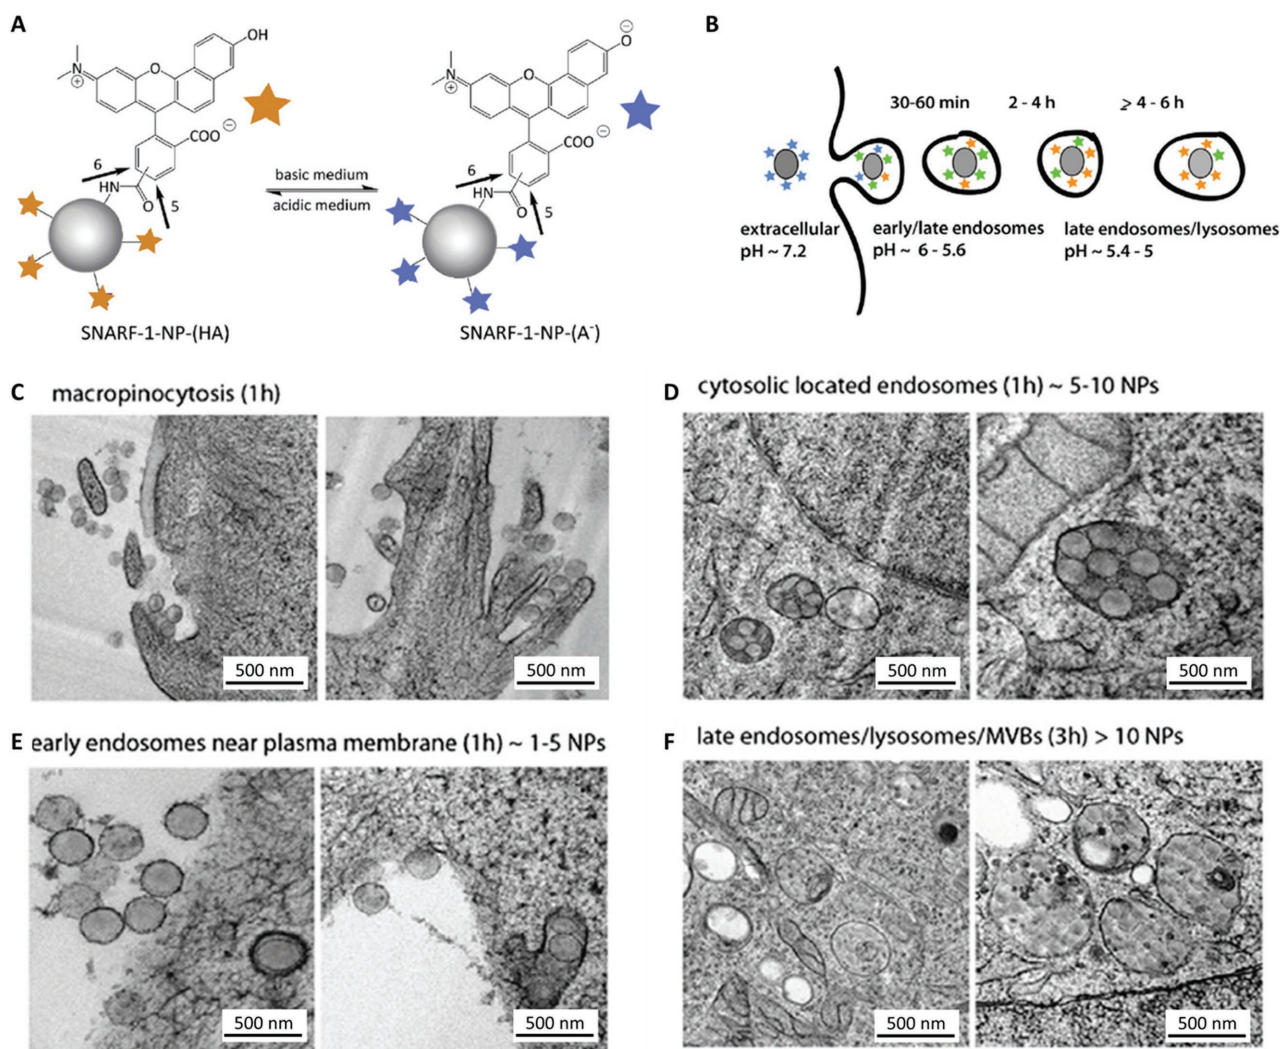 A
OH
N
⊕
O
COO
⊖
6
HN
O
5
basic medium
acidic medium
⊖
O
N
⊕
O
COO
⊖
6
HN
O
5
SNARF-1-NP-(HA)
SNARF-1-NP-(A⁻)
B
30-60 min
2 - 4 h
≥ 4 - 6 h
extracellular
pH ~ 7.2
early/late endosomes
pH ~ 6 - 5.6
late endosomes/lysosomes
pH ~ 5.4 - 5
C macropinocytosis (1h)
500 nm
500 nm
D cytosolic located endosomes (1h) ~ 5-10 NPs
500 nm
500 nm
E early endosomes near plasma membrane (1h) ~ 1-5 NPs
500 nm
500 nm
F late endosomes/lysosomes/MVBs (3h) > 10 NPs
500 nm
500 nm